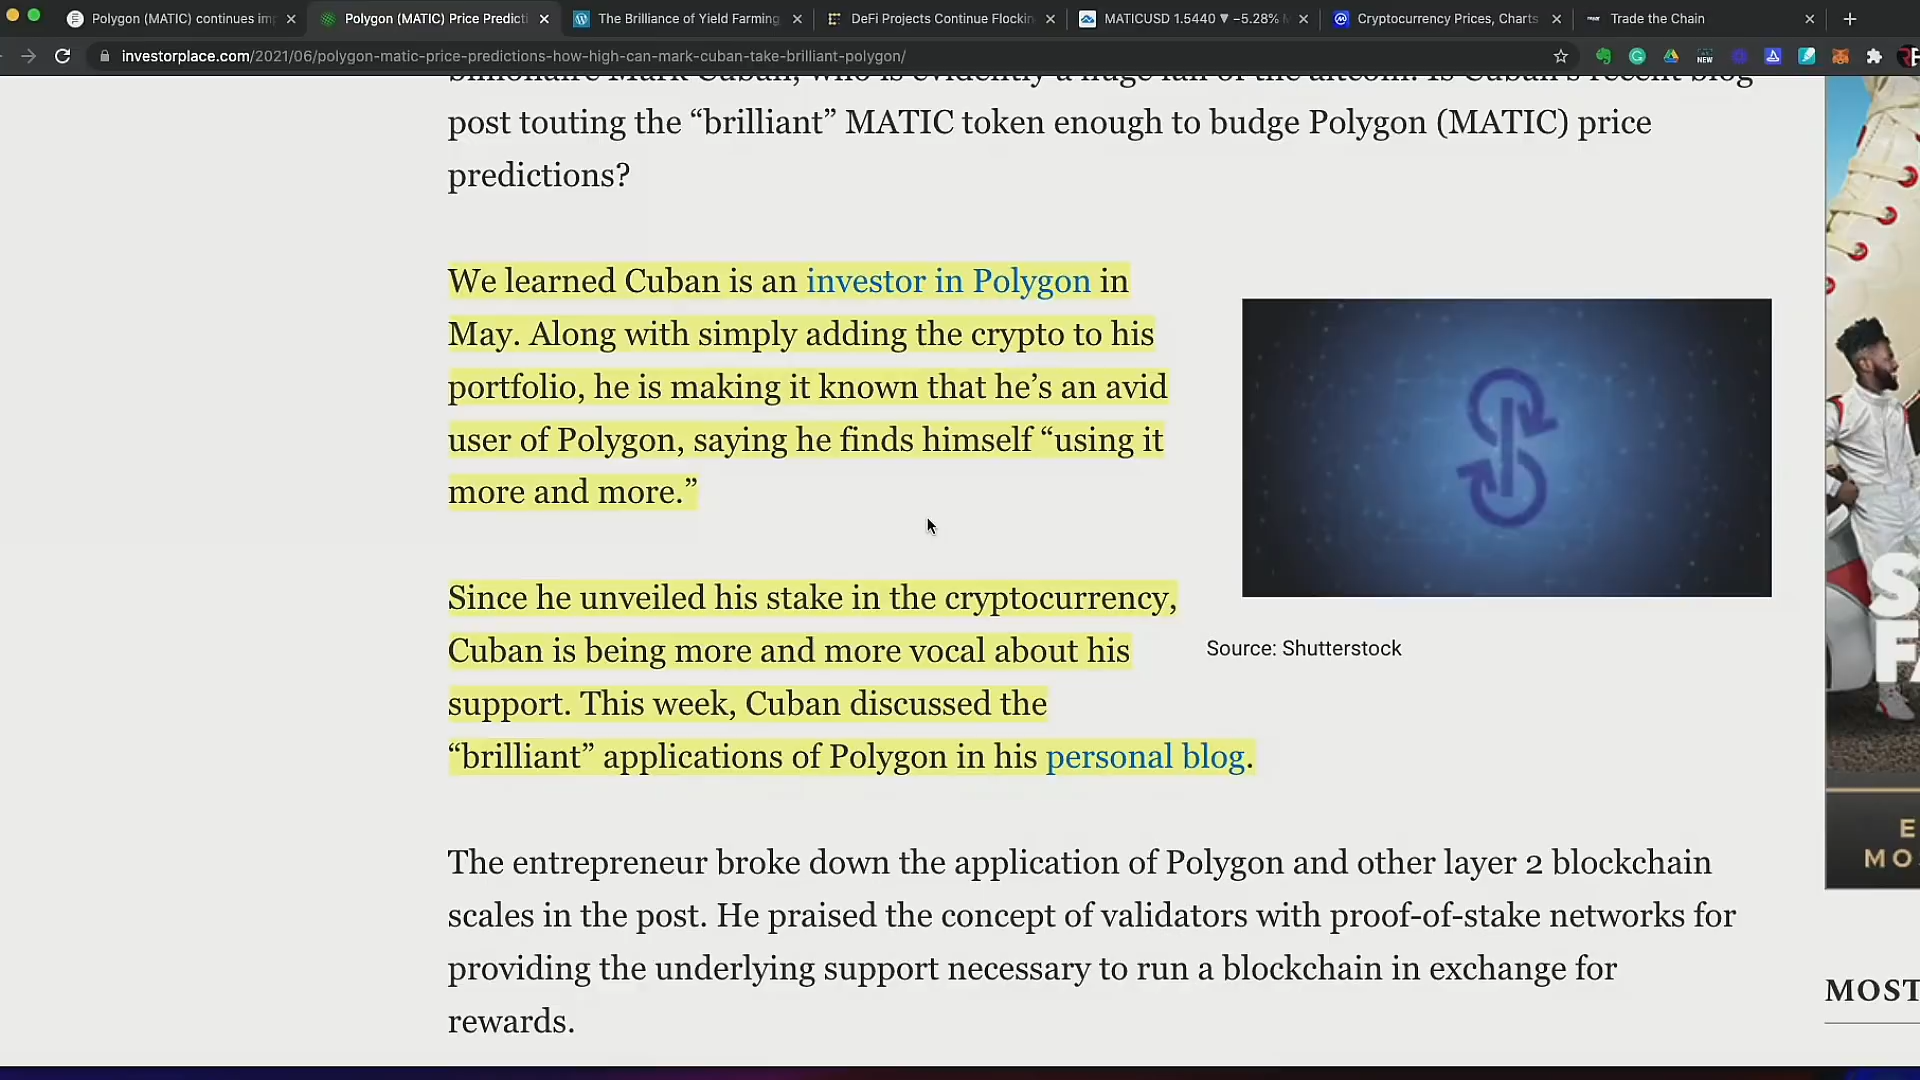 Polygon (MATIC) continues im
Polygon (MATIC) Price Predicti
The Brilliance of Yield Farming
DeFi Projects Continue Flockin
MATICUSD 1.5440 ▼ −5.28%
Cryptocurrency Prices, Charts
Trade the Chain
investorplace.com/2021/06/polygon-matic-price-predictions-how-high-can-mark-cuban-take-brilliant-polygon/
NEW
billionaire Mark Cuban, who is evidently a huge fan of the altcoin. Is Cuban’s recent blog
post touting the “brilliant” MATIC token enough to budge Polygon (MATIC) price
predictions?
We learned Cuban is an investor in Polygon in
May. Along with simply adding the crypto to his
portfolio, he is making it known that he’s an avid
user of Polygon, saying he finds himself “using it
more and more.”
Since he unveiled his stake in the cryptocurrency,
Cuban is being more and more vocal about his
support. This week, Cuban discussed the
“brilliant” applications of Polygon in his personal blog.
Source: Shutterstock
The entrepreneur broke down the application of Polygon and other layer 2 blockchain
scales in the post. He praised the concept of validators with proof-of-stake networks for
providing the underlying support necessary to run a blockchain in exchange for
rewards.
S
FA
E
MO
MOST